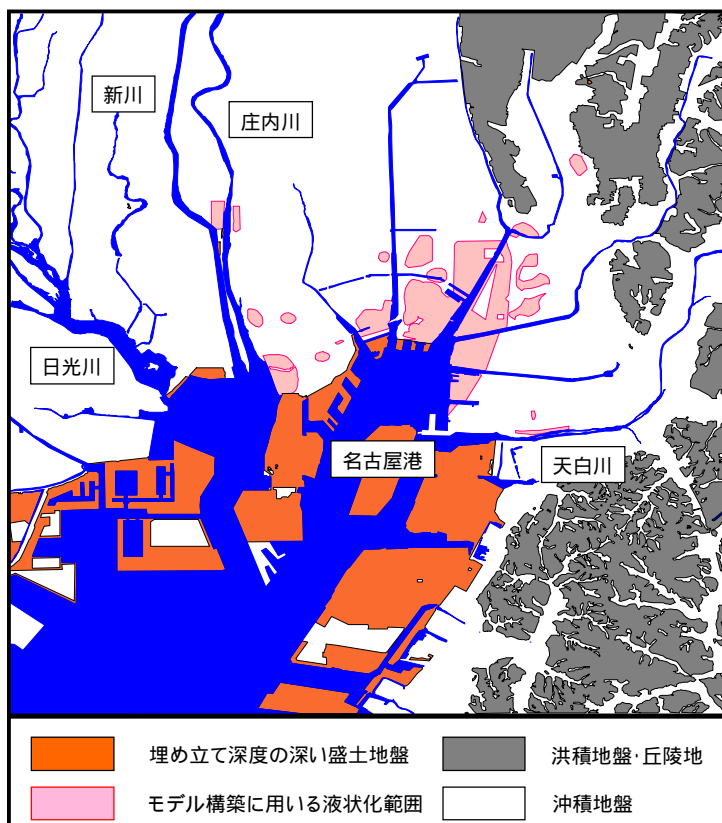 新川
庄内川
日光川
名古屋港
天白川
埋め立て深度の深い盛土地盤
洪積地盤・丘陵地
モデル構築に用いる液状化範囲
沖積地盤